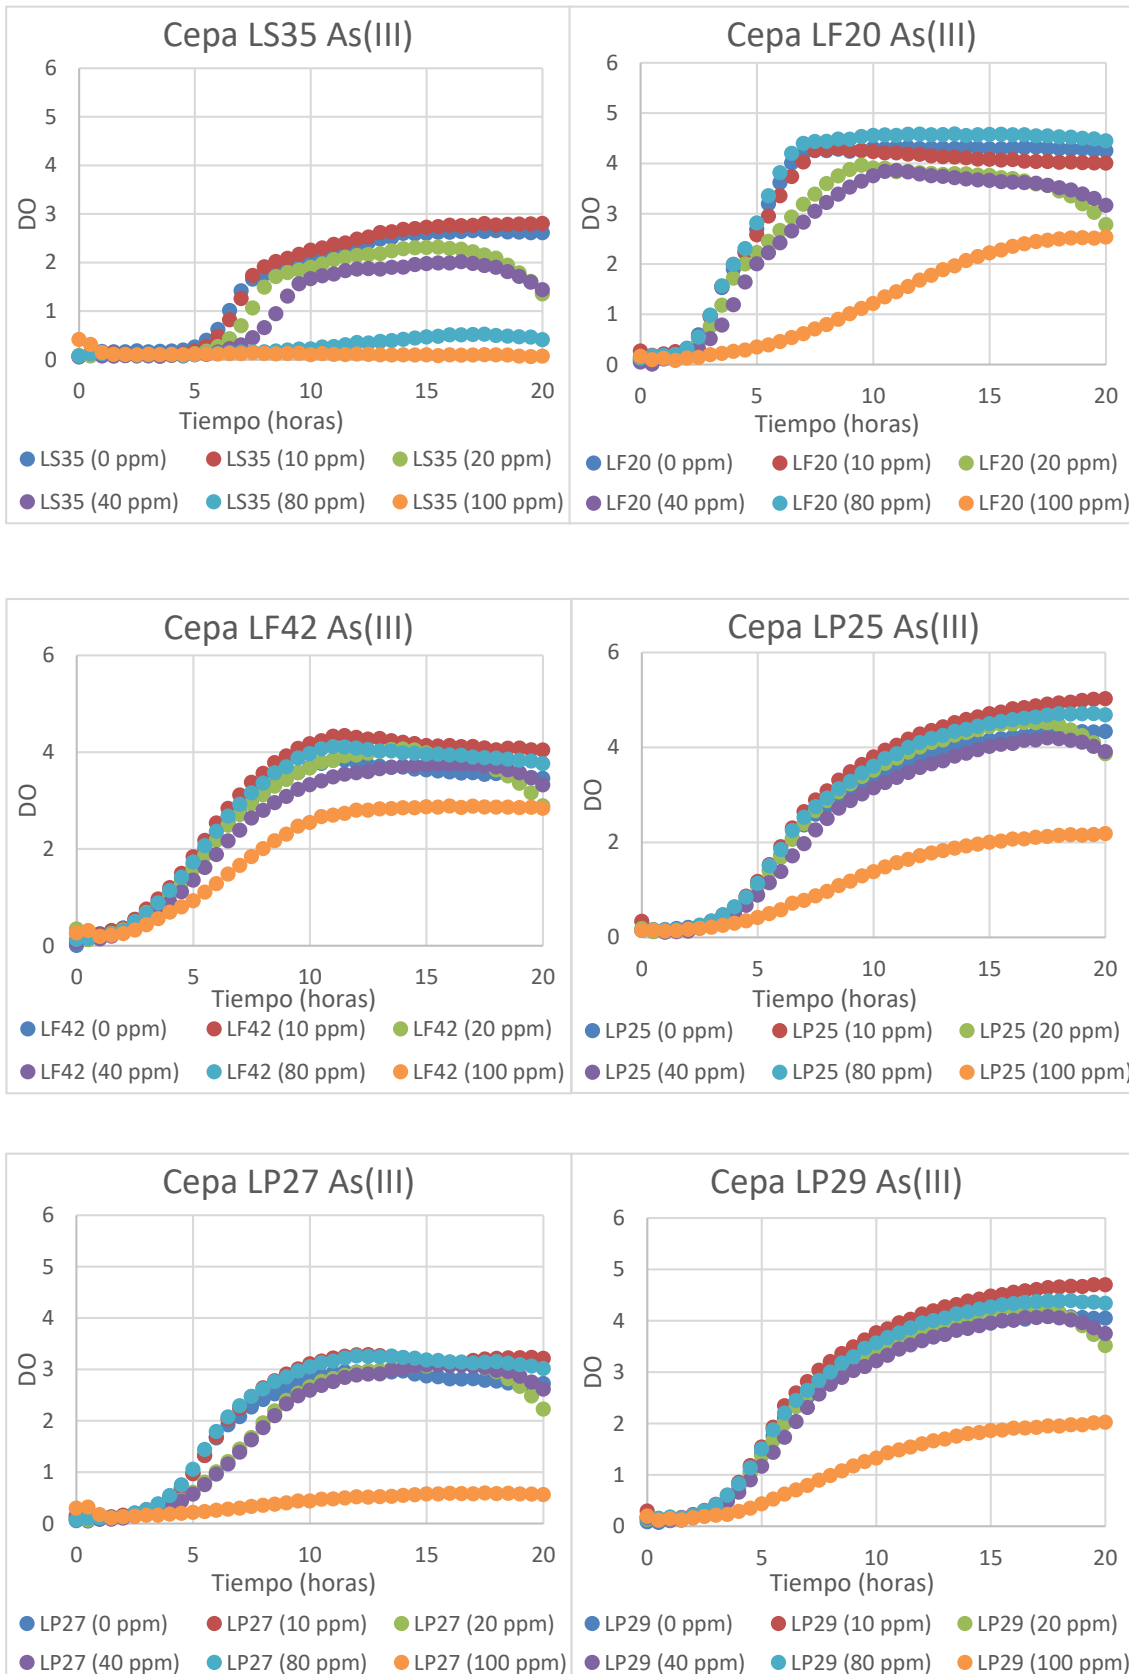 Cepa LS35 As(III)
6
5
4
3
2
1
0
DO
0 5 10 15 20
Tiempo (horas)
LS35 (0 ppm) LS35 (10 ppm) LS35 (20 ppm)
LS35 (40 ppm) LS35 (80 ppm) LS35 (100 ppm)
Cepa LF20 As(III)
6
5
4
3
2
1
0
DO
0 5 10 15 20
Tiempo (horas)
LF20 (0 ppm) LF20 (10 ppm) LF20 (20 ppm)
LF20 (40 ppm) LF20 (80 ppm) LF20 (100 ppm)
Cepa LF42 As(III)
6
4
2
0
DO
0 5 10 15 20
Tiempo (horas)
LF42 (0 ppm) LF42 (10 ppm) LF42 (20 ppm)
LF42 (40 ppm) LF42 (80 ppm) LF42 (100 ppm)
Cepa LP25 As(III)
6
4
2
0
DO
0 5 10 15 20
Tiempo (horas)
LP25 (0 ppm) LP25 (10 ppm) LP25 (20 ppm)
LP25 (40 ppm) LP25 (80 ppm) LP25 (100 ppm)
Cepa LP27 As(III)
6
5
4
3
2
1
0
DO
0 5 10 15 20
Tiempo (horas)
LP27 (0 ppm) LP27 (10 ppm) LP27 (20 ppm)
LP27 (40 ppm) LP27 (80 ppm) LP27 (100 ppm)
Cepa LP29 As(III)
6
5
4
3
2
1
0
DO
0 5 10 15 20
Tiempo (horas)
LP29 (0 ppm) LP29 (10 ppm) LP29 (20 ppm)
LP29 (40 ppm) LP29 (80 ppm) LP29 (100 ppm)